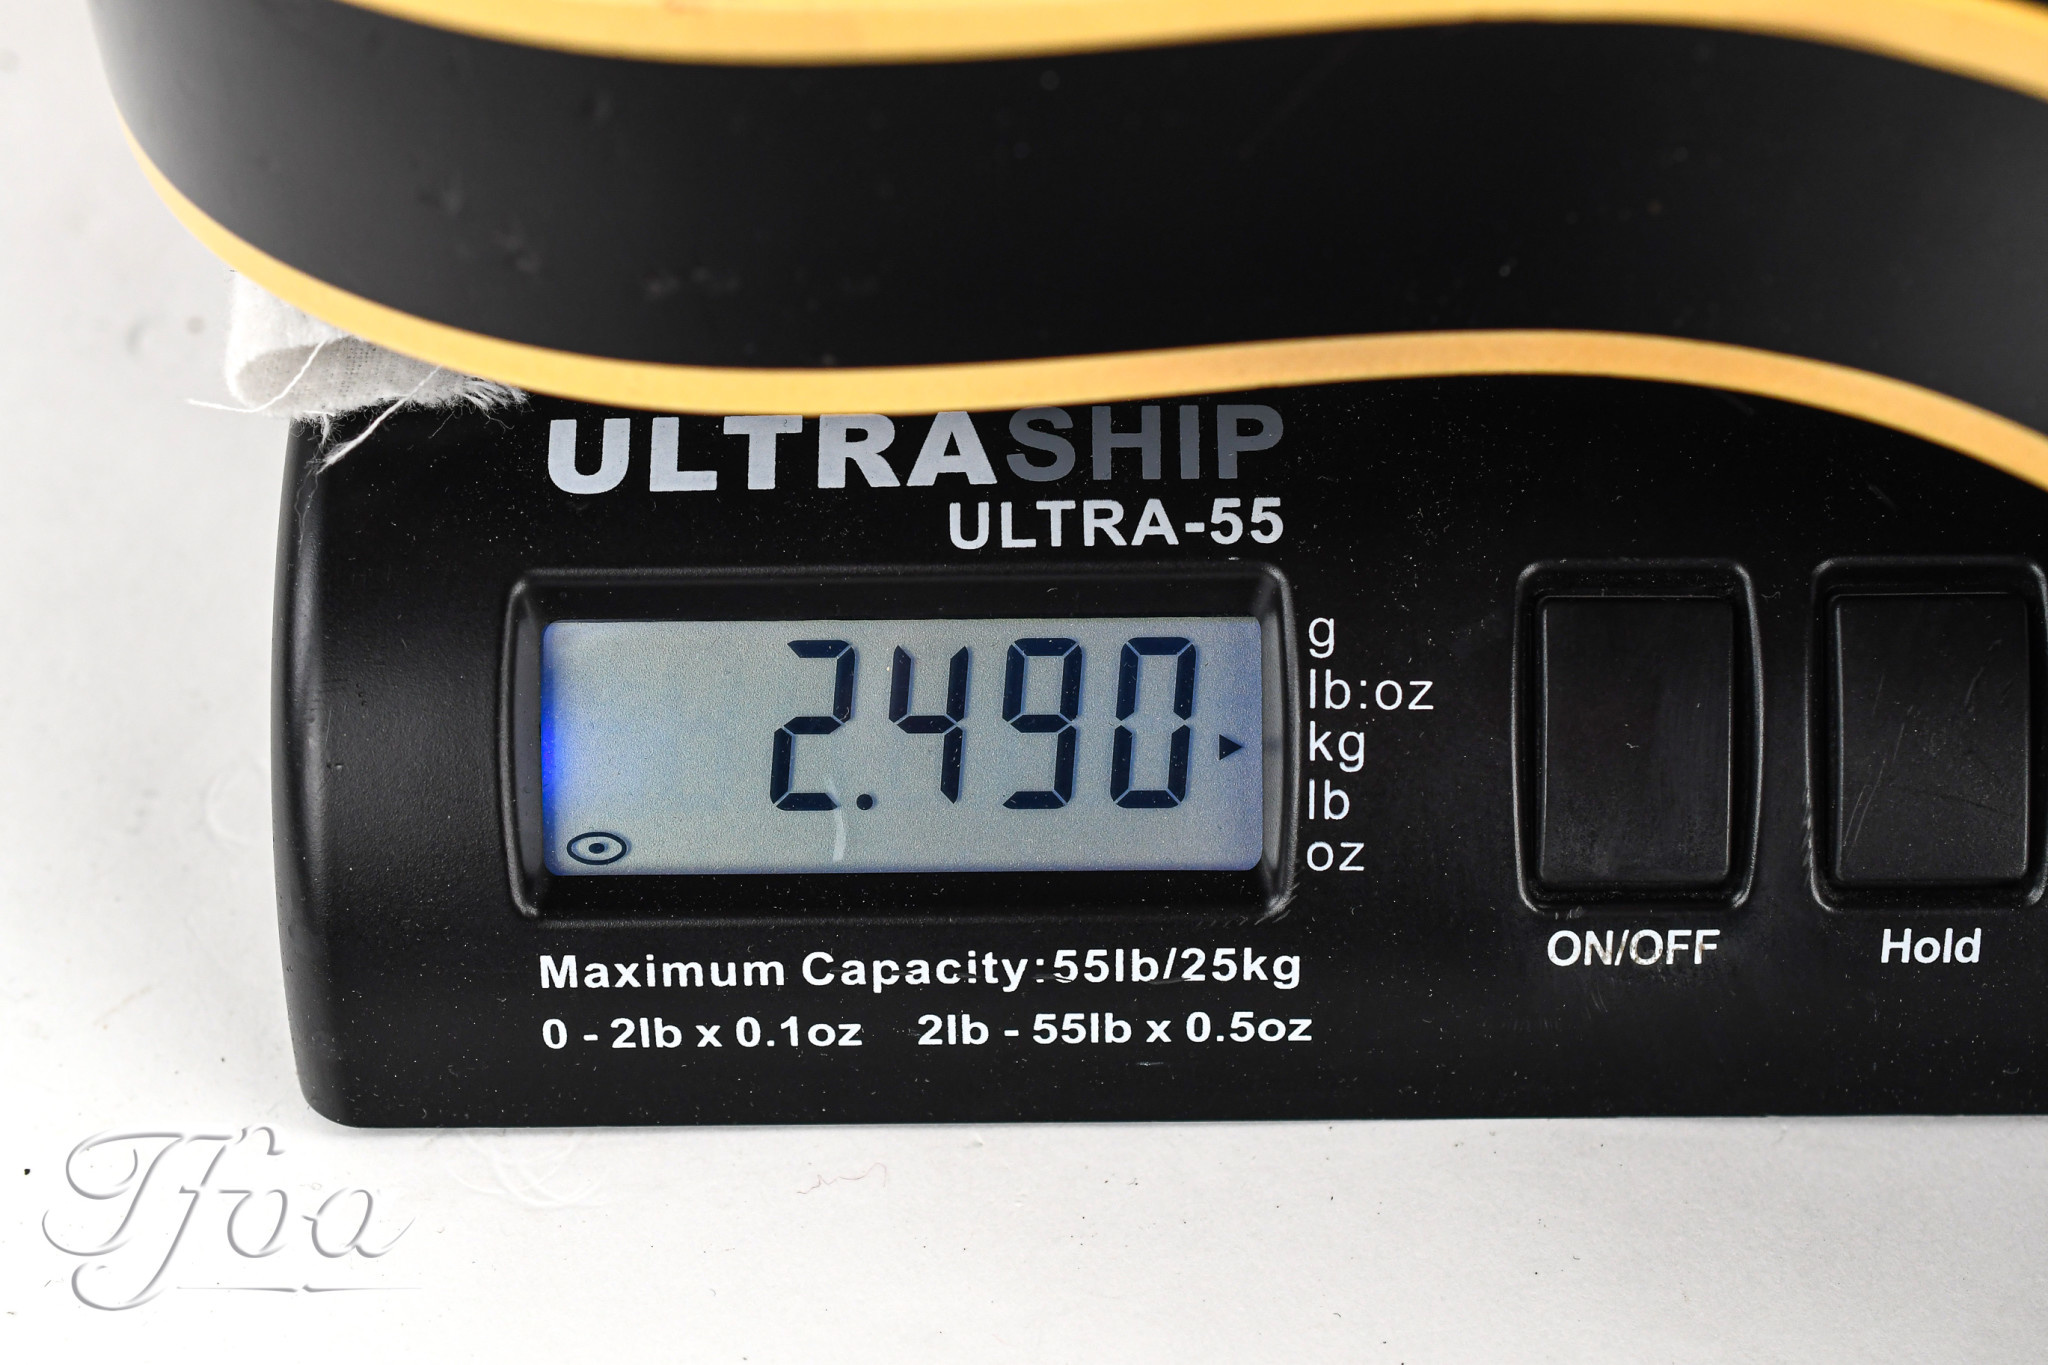 ULTRASHIP
ULTRA-55
2.490
g
lb:oz
kg
lb
oz
ON/OFF
Hold
Maximum Capacity:55lb/25kg
0 - 2lb x 0.1oz 2lb - 55lb x 0.5oz
Tfoa